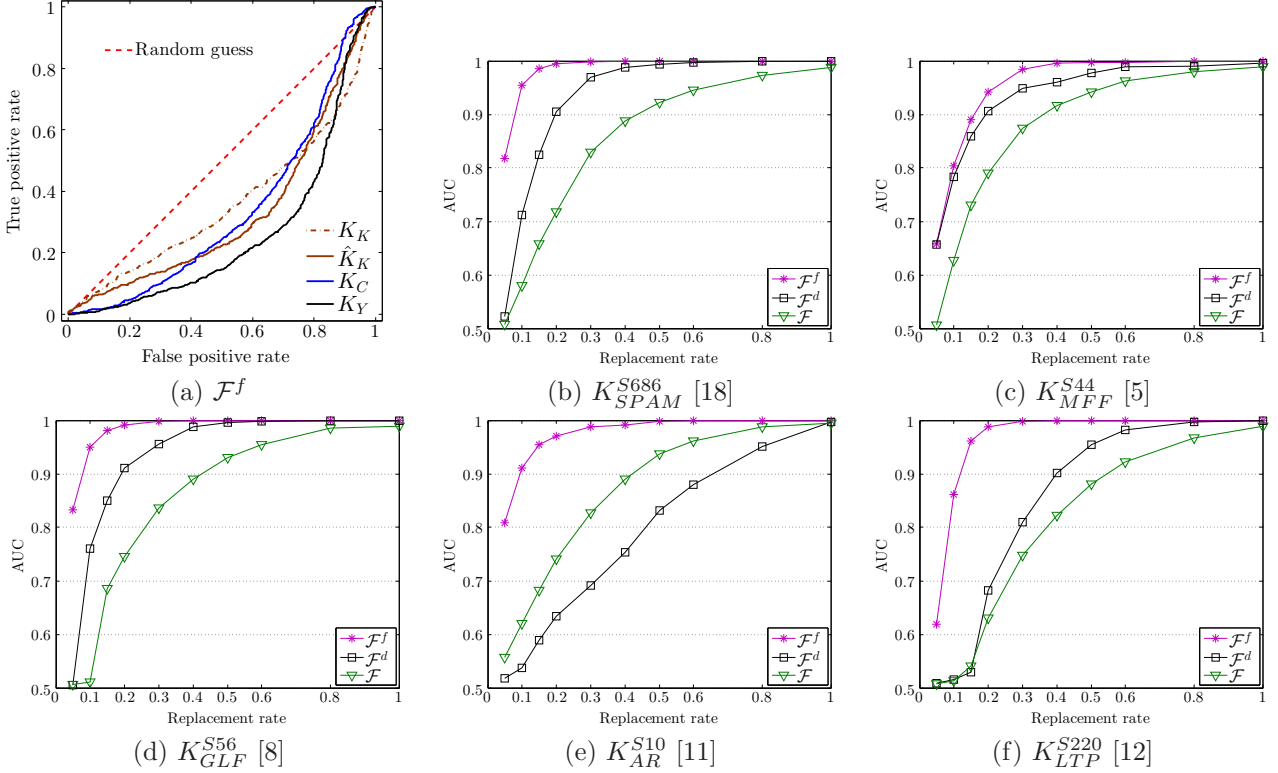 1
0.8
0.6
0.4
0.2
0
True positive rate
Random guess
K_K
K̂_K
K_C
K_Y
0 0.2 0.4 0.6 0.8 1
False positive rate
(a) ℱ^f
1
0.9
0.8
0.7
0.6
0.5
AUC
ℱ^f
ℱ^d
ℱ
0 0.1 0.2 0.3 0.4 0.5 0.6 0.8 1
Replacement rate
(b) K_{SPAM}^{S686} [18]
1
0.9
0.8
0.7
0.6
0.5
AUC
ℱ^f
ℱ^d
ℱ
0 0.1 0.2 0.3 0.4 0.5 0.6 0.8 1
Replacement rate
(c) K_{MFF}^{S44} [5]
1
0.9
0.8
0.7
0.6
0.5
AUC
ℱ^f
ℱ^d
ℱ
0 0.1 0.2 0.3 0.4 0.5 0.6 0.8 1
Replacement rate
(d) K_{GLF}^{S56} [8]
1
0.9
0.8
0.7
0.6
0.5
AUC
ℱ^f
ℱ^d
ℱ
0 0.1 0.2 0.3 0.4 0.5 0.6 0.8 1
Replacement rate
(e) K_{AR}^{S10} [11]
1
0.9
0.8
0.7
0.6
0.5
AUC
ℱ^f
ℱ^d
ℱ
0 0.1 0.2 0.3 0.4 0.5 0.6 0.8 1
Replacement rate
(f) K_{LTP}^{S220} [12]